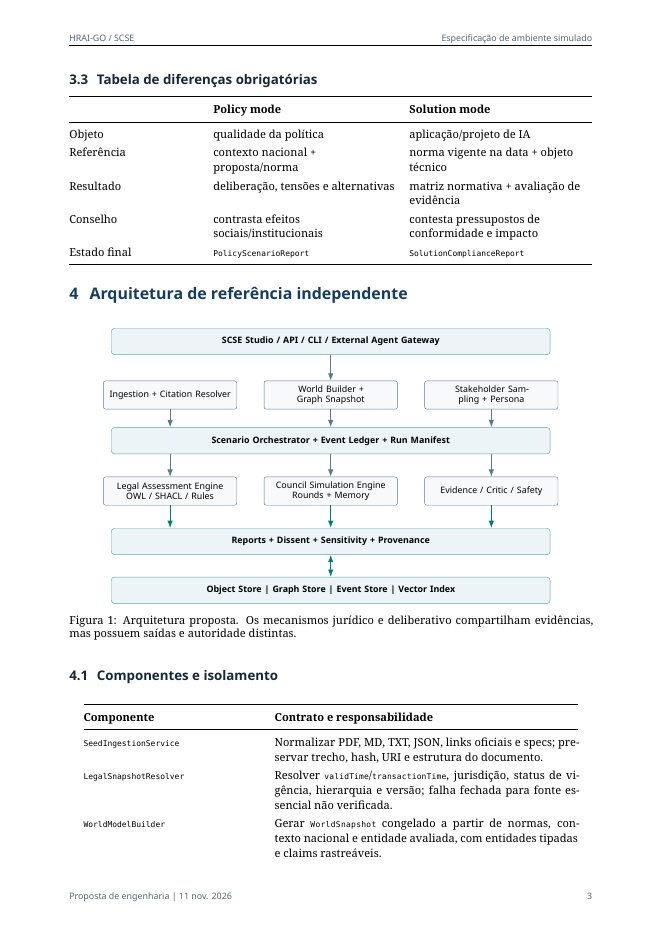 HRAI-GO / SCSE Especificação de ambiente simulado
3.3 Tabela de diferenças obrigatórias
Policy mode Solution mode
Objeto qualidade da política aplicação/projeto de IA
Referência contexto nacional + norma vigente na data + objeto
proposta/norma técnico
Resultado deliberação, tensões e alternativas matriz normativa + avaliação de
evidência
Conselho contrasta efeitos contesta pressupostos de
sociais/institucionais conformidade e impacto
Estado final PolicyScenarioReport SolutionComplianceReport
4 Arquitetura de referência independente
SCSE Studio / API / CLI / External Agent Gateway
Ingestion + Citation Resolver
World Builder +
Graph Snapshot
Stakeholder Sam-
pling + Persona
Scenario Orchestrator + Event Ledger + Run Manifest
Legal Assessment Engine
OWL / SHACL / Rules
Council Simulation Engine
Rounds + Memory
Evidence / Critic / Safety
Reports + Dissent + Sensitivity + Provenance
Object Store | Graph Store | Event Store | Vector Index
Figura 1: Arquitetura proposta. Os mecanismos jurídico e deliberativo compartilham evidências,
mas possuem saídas e autoridade distintas.
4.1 Componentes e isolamento
Componente Contrato e responsabilidade
SeedIngestionService Normalizar PDF, MD, TXT, JSON, links oficiais e specs; pre-
servar trecho, hash, URI e estrutura do documento.
LegalSnapshotResolver Resolver validTime/transactionTime, jurisdição, status de vi-
gência, hierarquia e versão; falha fechada para fonte es-
sencial não verificada.
WorldModelBuilder Gerar WorldSnapshot congelado a partir de normas, con-
texto nacional e entidade avaliada, com entidades tipadas
e claims rastreáveis.
Proposta de engenharia | 11 nov. 2026 3